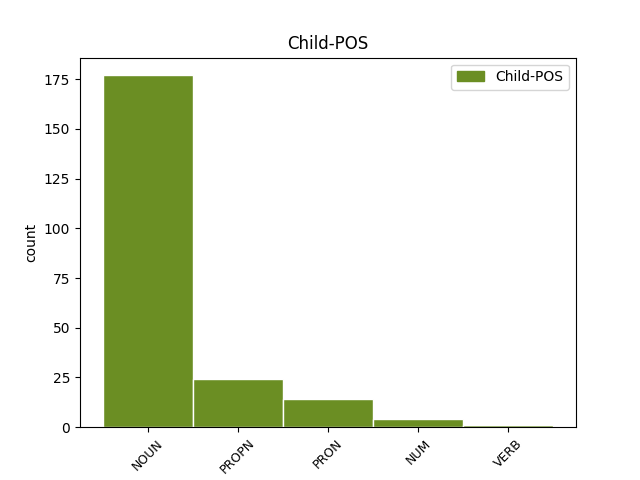 Child-POS
Child-POS
175
150
125
100
75
50
25
0
count
NOUN
PROPN
PRON
NUM
VERB